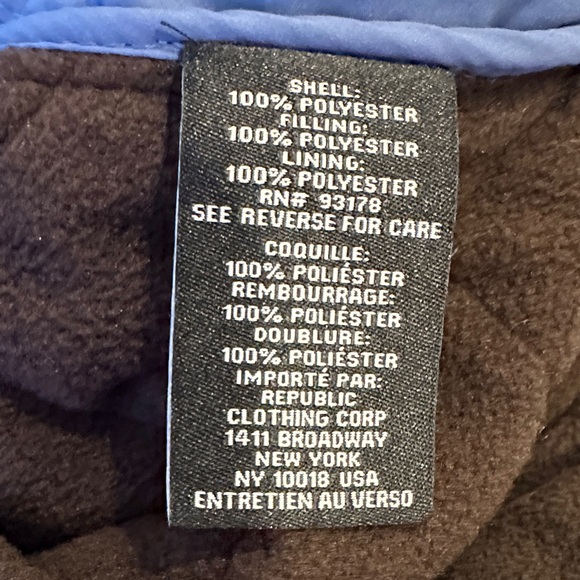 SHELL:
100% POLYESTER
FILLING:
100% POLYESTER
LINING:
100% POLYESTER
RN# 93178
SEE REVERSE FOR CARE
COQUILLE:
100% POLIÉSTER
REMBOURRAGE:
100% POLIÉSTER
DOUBLURE:
100% POLIÉSTER
IMPORTÉ PAR:
REPUBLIC
CLOTHING CORP
1411 BROADWAY
NEW YORK
NY 10018 USA
ENTRETIEN AU VERSO